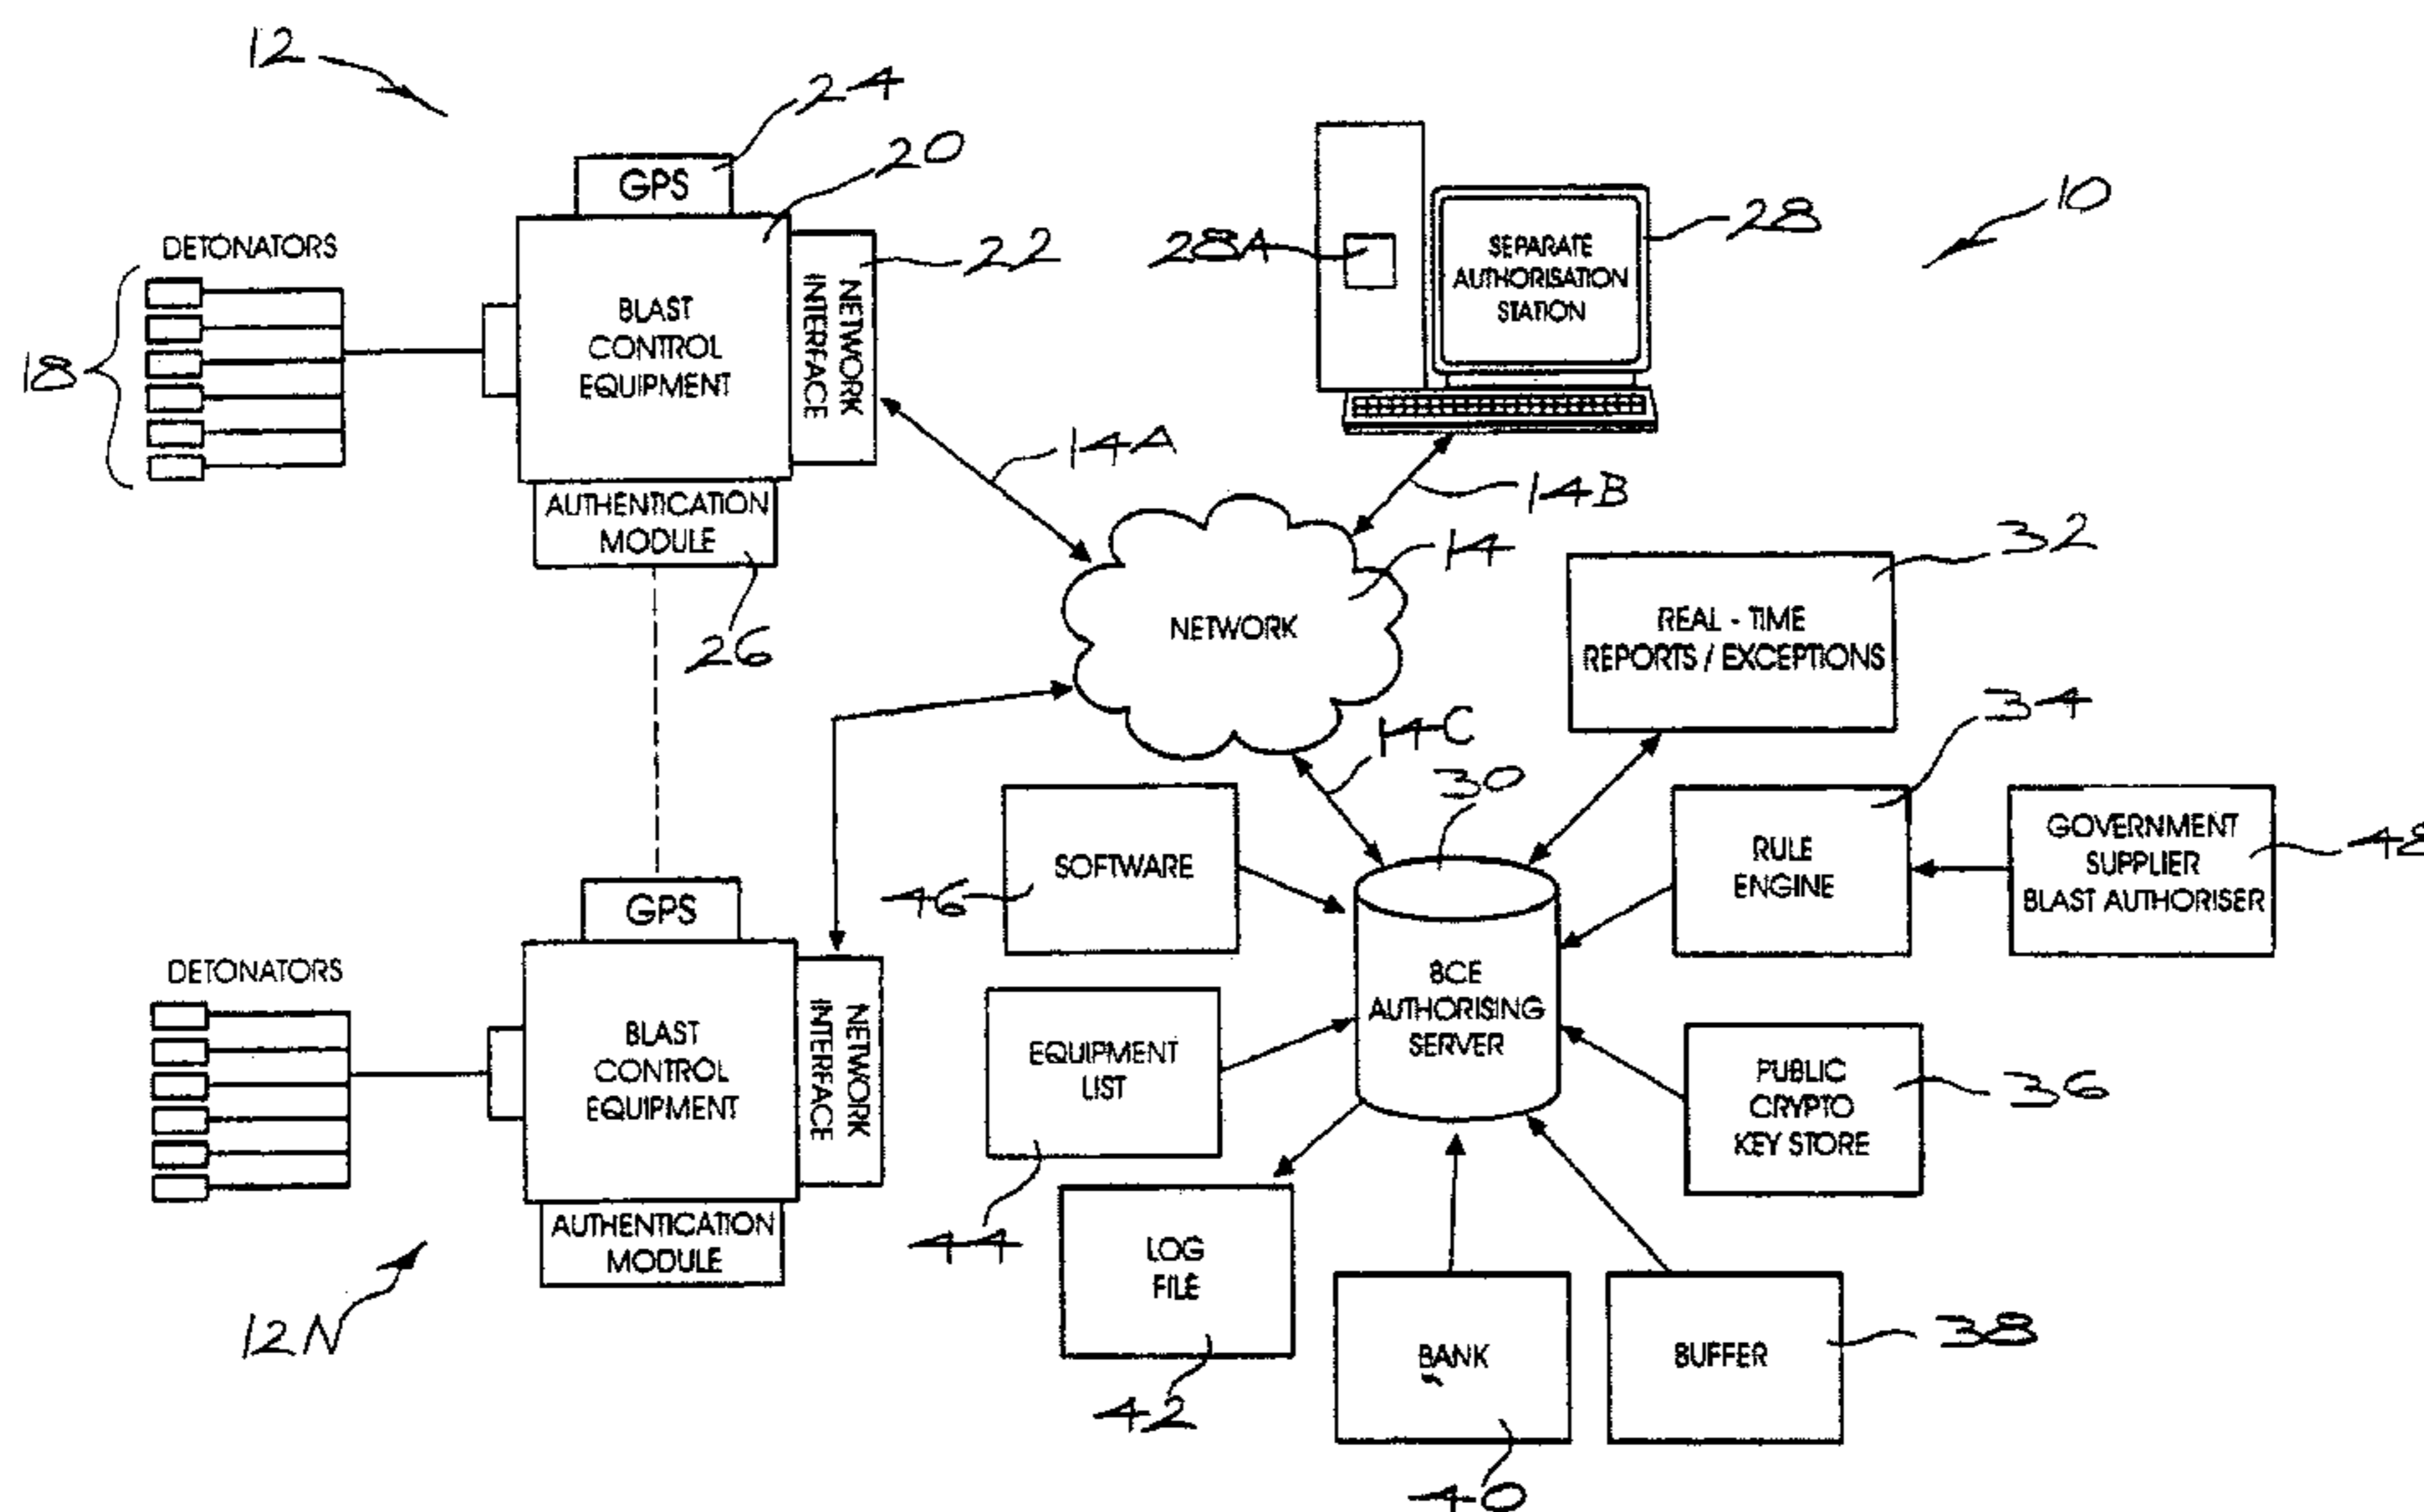 12
24
GPS
20
DETONATORS
22
18
BLAST
CONTROL
EQUIPMENT
NETWORK
INTERFACE
AUTHENTICATION
MODULE
26
14A
28A
SEPARATE
AUTHORISATION
STATION
28
10
14B
14
NETWORK
32
REAL - TIME
REPORTS / EXCEPTIONS
14C
30
34
SOFTWARE
46
RULE
ENGINE
GOVERNMENT
SUPPLIER
BLAST AUTHORISER
48
BCE
AUTHORISING
SERVER
EQUIPMENT
LIST
44
PUBLIC
CRYPTO
KEY STORE
36
LOG
FILE
42
BANK
40
BUFFER
38
GPS
DETONATORS
BLAST
CONTROL
EQUIPMENT
NETWORK
INTERFACE
AUTHENTICATION
MODULE
12N